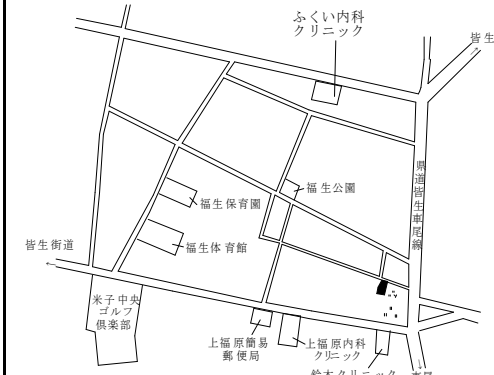 ふくい内科
クリニック
皆生
県道皆生車尾線
福生公園
福生保育園
福生体育館
皆生街道
米子中央
ゴルフ
倶楽部
上福原簡易
郵便局
上福原内科
クリニック
鈴木クリニック